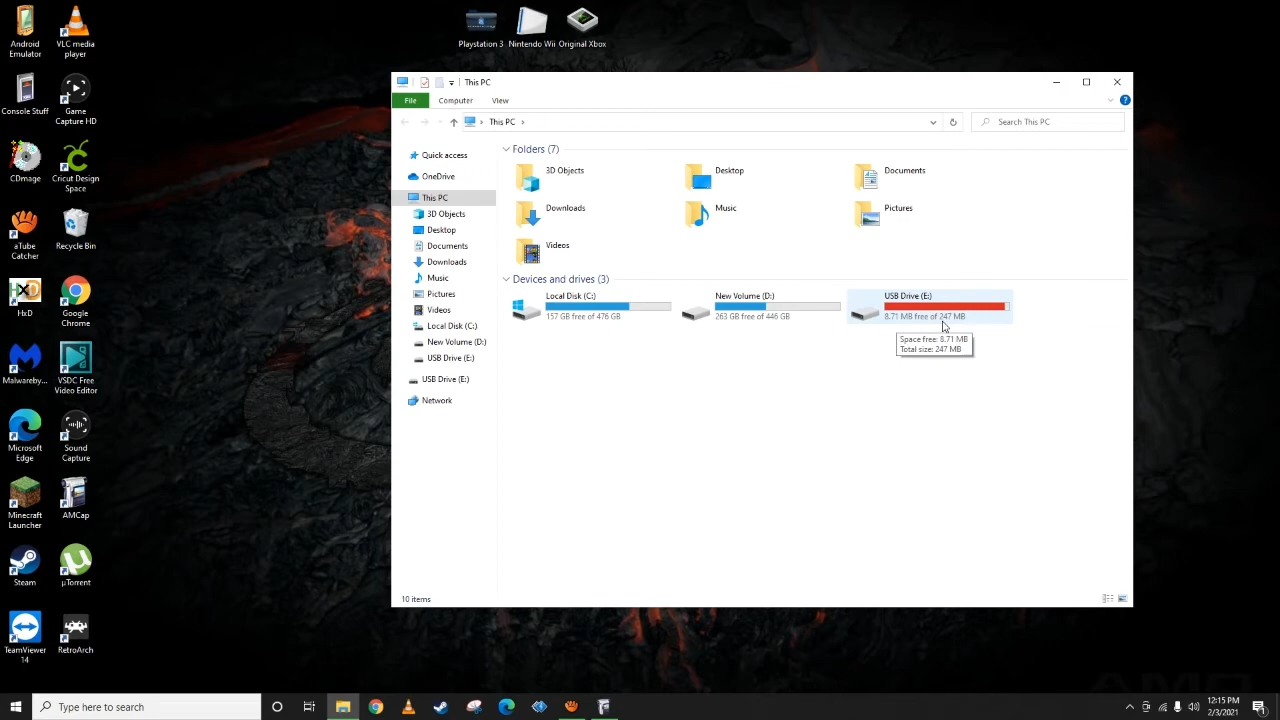 Android
Emulator
VLC media
player
Console Stuff
Game
Capture HD
CDmage
Cricut Design
Space
aTube
Catcher
Recycle Bin
HxD
Google
Chrome
Malwareby...
VSDC Free
Video Editor
Microsoft
Edge
Sound
Capture
Minecraft
Launcher
AMCap
Steam
µTorrent
TeamViewer
14
RetroArch
Playstation 3
Nintendo Wii
Original Xbox
This PC
File
Computer
View
This PC
Search This PC
Quick access
OneDrive
This PC
3D Objects
Desktop
Documents
Downloads
Music
Pictures
Videos
Local Disk (C:)
New Volume (D:)
USB Drive (E:)
USB Drive (E:)
Network
Folders (7)
3D Objects
Desktop
Documents
Downloads
Music
Pictures
Videos
Devices and drives (3)
Local Disk (C:)
157 GB free of 476 GB
New Volume (D:)
263 GB free of 446 GB
USB Drive (E:)
8.71 MB free of 247 MB
Space free: 8.71 MB
Total size: 247 MB
10 items
Type here to search
12:15 PM
2/3/2021